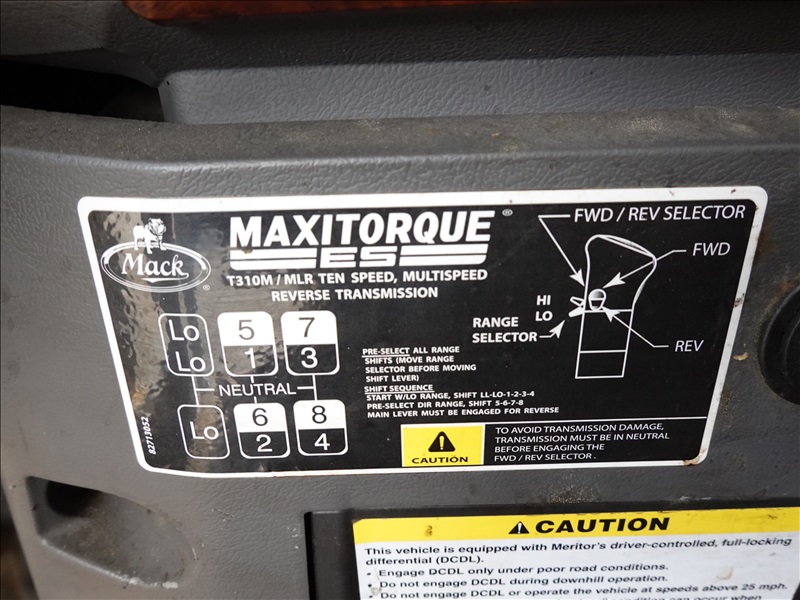 Mack
MAXITORQUE®
ES
T310M / MLR TEN SPEED, MULTISPEED
REVERSE TRANSMISSION
Lo
Lo
5
1
7
3
NEUTRAL
Lo
6
2
8
4
82713052
PRE-SELECT ALL RANGE
SHIFTS (MOVE RANGE
SELECTOR BEFORE MOVING
SHIFT LEVER)
SHIFT SEQUENCE
START W/LO RANGE, SHIFT LL-LO-1-2-3-4
PRE-SELECT DIR RANGE, SHIFT 5-6-7-8
MAIN LEVER MUST BE ENGAGED FOR REVERSE
FWD / REV SELECTOR
FWD
HI
LO
RANGE
SELECTOR
REV
CAUTION
TO AVOID TRANSMISSION DAMAGE,
TRANSMISSION MUST BE IN NEUTRAL
BEFORE ENGAGING THE
FWD / REV SELECTOR .
CAUTION
This vehicle is equipped with Meritor's driver-controlled, full-locking
differential (DCDL).
• Engage DCDL only under poor road conditions.
• Do not engage DCDL during downhill operation.
• Do not engage DCDL or operate the vehicle at speeds above 25 mph.